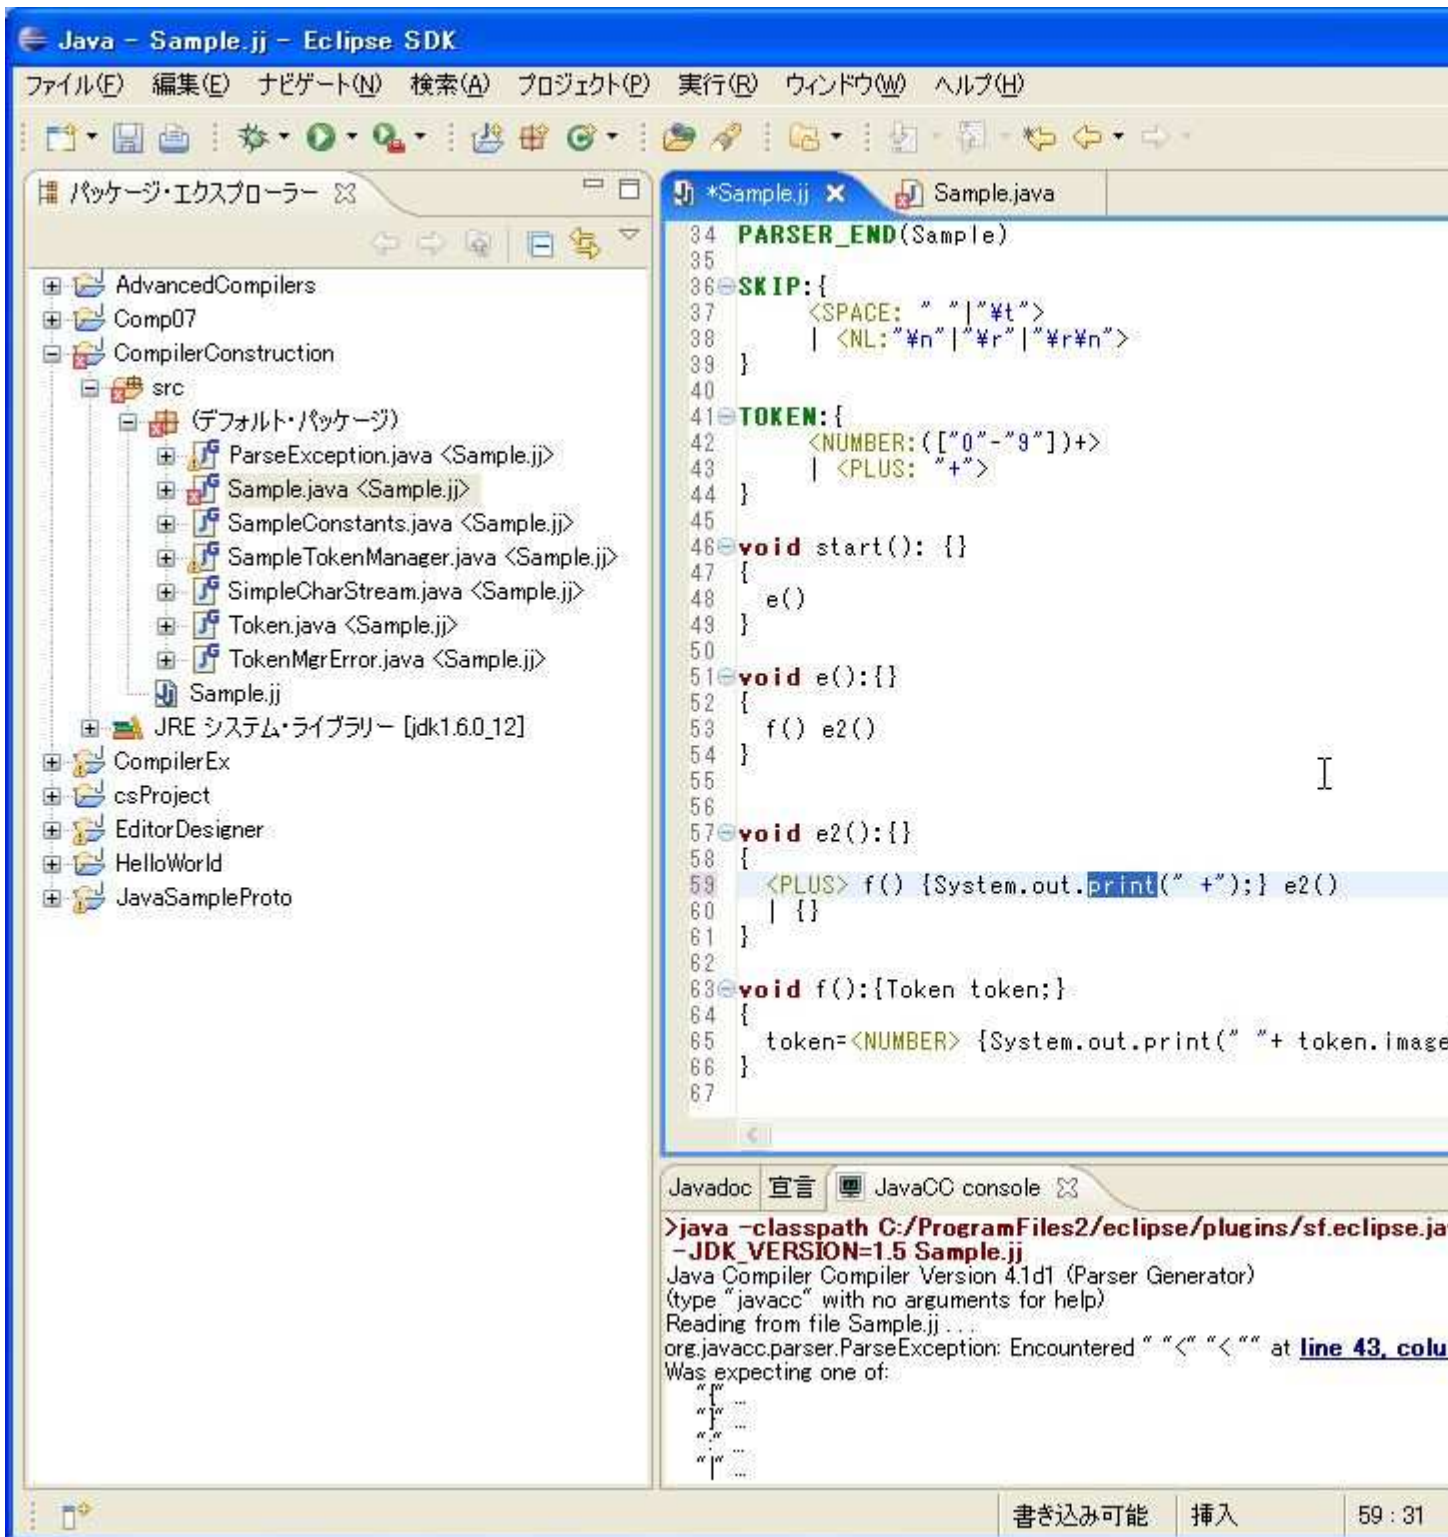 Java - Sample.jj - Eclipse SDK
ファイル(F) 編集(E) ナビゲート(N) 検索(A) プロジェクト(P) 実行(R) ウィンドウ(W) ヘルプ(H)
パッケージ・エクスプローラー
AdvancedCompilers
Comp07
CompilerConstruction
src
(デフォルト・パッケージ)
ParseException.java <Sample.jj>
Sample.java <Sample.jj>
SampleConstants.java <Sample.jj>
SampleTokenManager.java <Sample.jj>
SimpleCharStream.java <Sample.jj>
Token.java <Sample.jj>
TokenMgrError.java <Sample.jj>
Sample.jj
JRE システム・ライブラリー [jdk1.6.0_12]
CompilerEx
csProject
EditorDesigner
HelloWorld
JavaSampleProto
*Sample.jj Sample.java
34 PARSER_END(Sample)
35
36 SKIP:{
37 <SPACE: " "|"¥t">
38 | <NL:"¥n"|"¥r"|"¥r¥n">
39 }
40
41 TOKEN:{
42 <NUMBER:(["0"-"9"])+>
43 | <PLUS: "+">
44 }
45
46 void start(): {}
47 {
48 e()
49 }
50
51 void e():{}
52 {
53 f() e2()
54 }
55
56
57 void e2():{}
58 {
59 <PLUS> f() {System.out.print(" +");} e2()
60 | {}
61 }
62
63 void f():{Token token;}
64 {
65 token=<NUMBER> {System.out.print(" "+ token.image
66 }
67
Javadoc 宣言 JavaCC console
>java -classpath C:/ProgramFiles2/eclipse/plugins/sf.eclipse.ja
-JDK_VERSION=1.5 Sample.jj
Java Compiler Compiler Version 4.1d1 (Parser Generator)
(type "javacc" with no arguments for help)
Reading from file Sample.jj . . .
org.javacc.parser.ParseException: Encountered " "<" "< "" at line 43, colu
Was expecting one of:
"{" ...
"}" ...
":" ...
"|" ...
書き込み可能 挿入 59 : 31